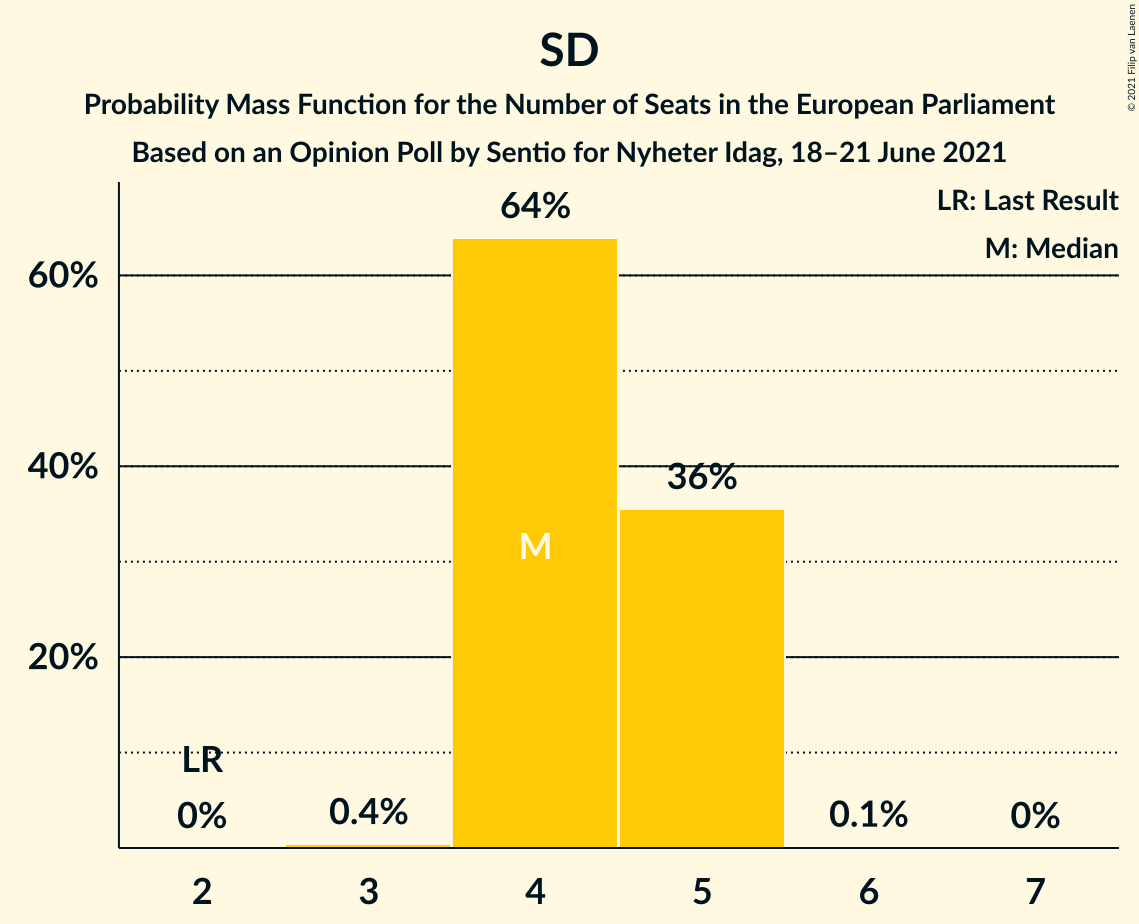 SD
Probability Mass Function for the Number of Seats in the European Parliament
Based on an Opinion Poll by Sentio for Nyheter Idag, 18–21 June 2021
© 2021 Filip van Laenen
LR: Last Result
M: Median
64%
60%
40%
36%
M
20%
LR
0%
0.4%
0.1%
0%
2 3 4 5 6 7